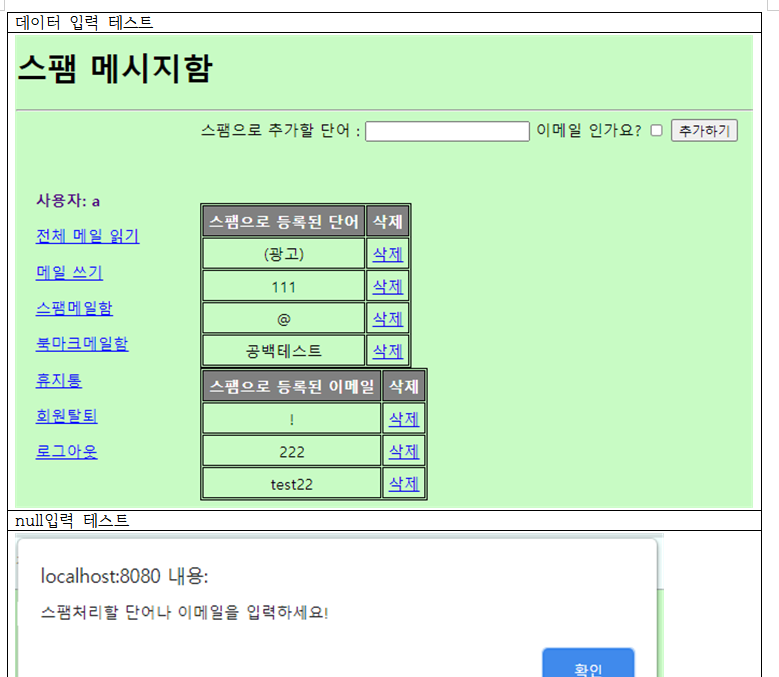 데이터 입력 테스트
스팸 메시지함
스팸으로 추가할 단어 : 이메일 인가요? 추가하기
사용자: a
전체 메일 읽기
메일 쓰기
스팸메일함
북마크메일함
휴지통
회원탈퇴
로그아웃
스팸으로 등록된 단어 삭제
(광고) 삭제
111 삭제
@ 삭제
공백테스트 삭제
스팸으로 등록된 이메일 삭제
! 삭제
222 삭제
test22 삭제
null입력 테스트
localhost:8080 내용:
스팸처리할 단어나 이메일을 입력하세요!
확인